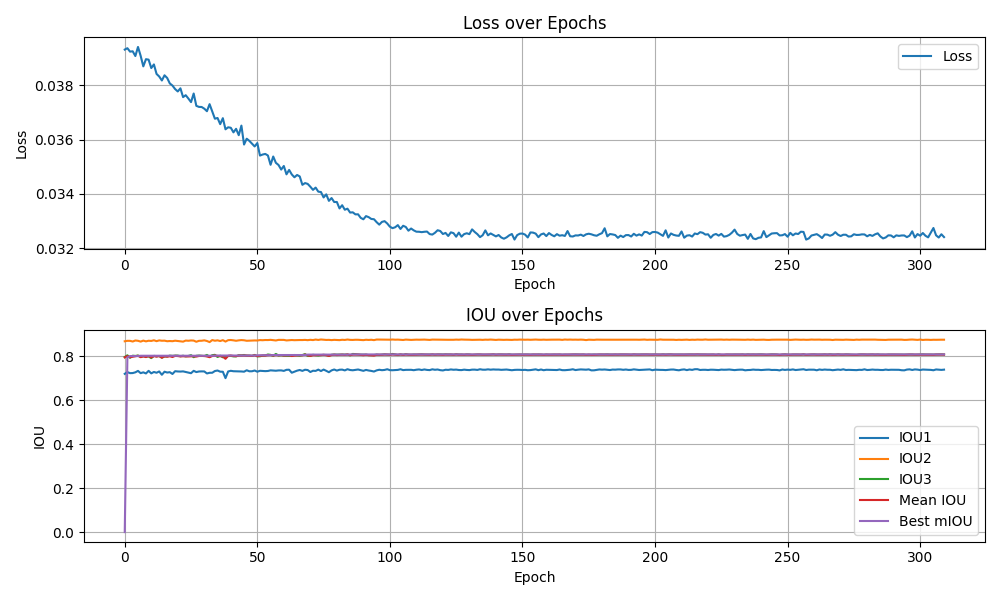 Loss over Epochs
Loss
0.038
0.036
0.034
0.032
Loss
0 50 100 150 200 250 300
Epoch
IOU over Epochs
0.8
0.6
0.4
0.2
0.0
IOU
IOU1
IOU2
IOU3
Mean IOU
Best mIOU
0 50 100 150 200 250 300
Epoch